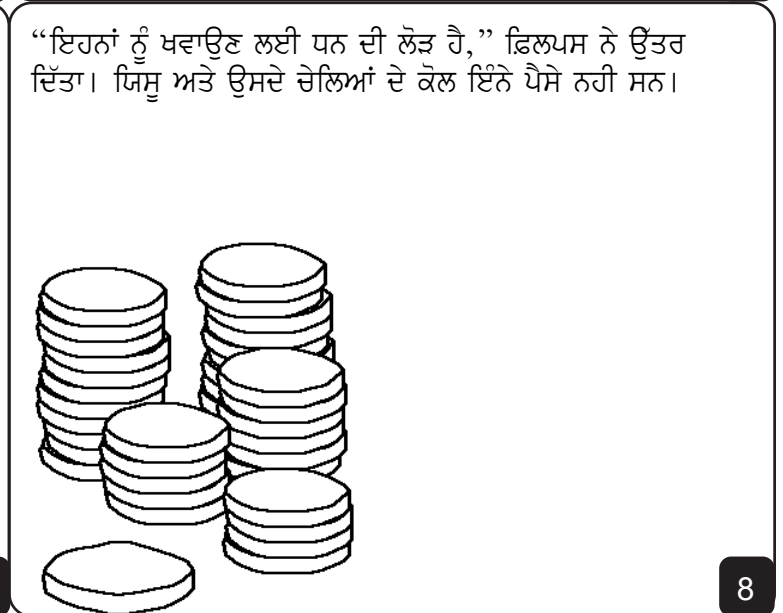 “ਇਹਨਾਂ ਨੂੰ ਖਵਾਉਣ ਲਈ ਧਨ ਦੀ ਲੋੜ ਹੈ,” ਫ਼ਿਲਪਸ ਨੇ ਉੱਤਰ
ਦਿੱਤਾ। ਯਿਸੂ ਅਤੇ ਉਸਦੇ ਚੇਲਿਆਂ ਦੇ ਕੋਲ ਇੰਨੇ ਪੈਸੇ ਨਹੀ ਸਨ।
8